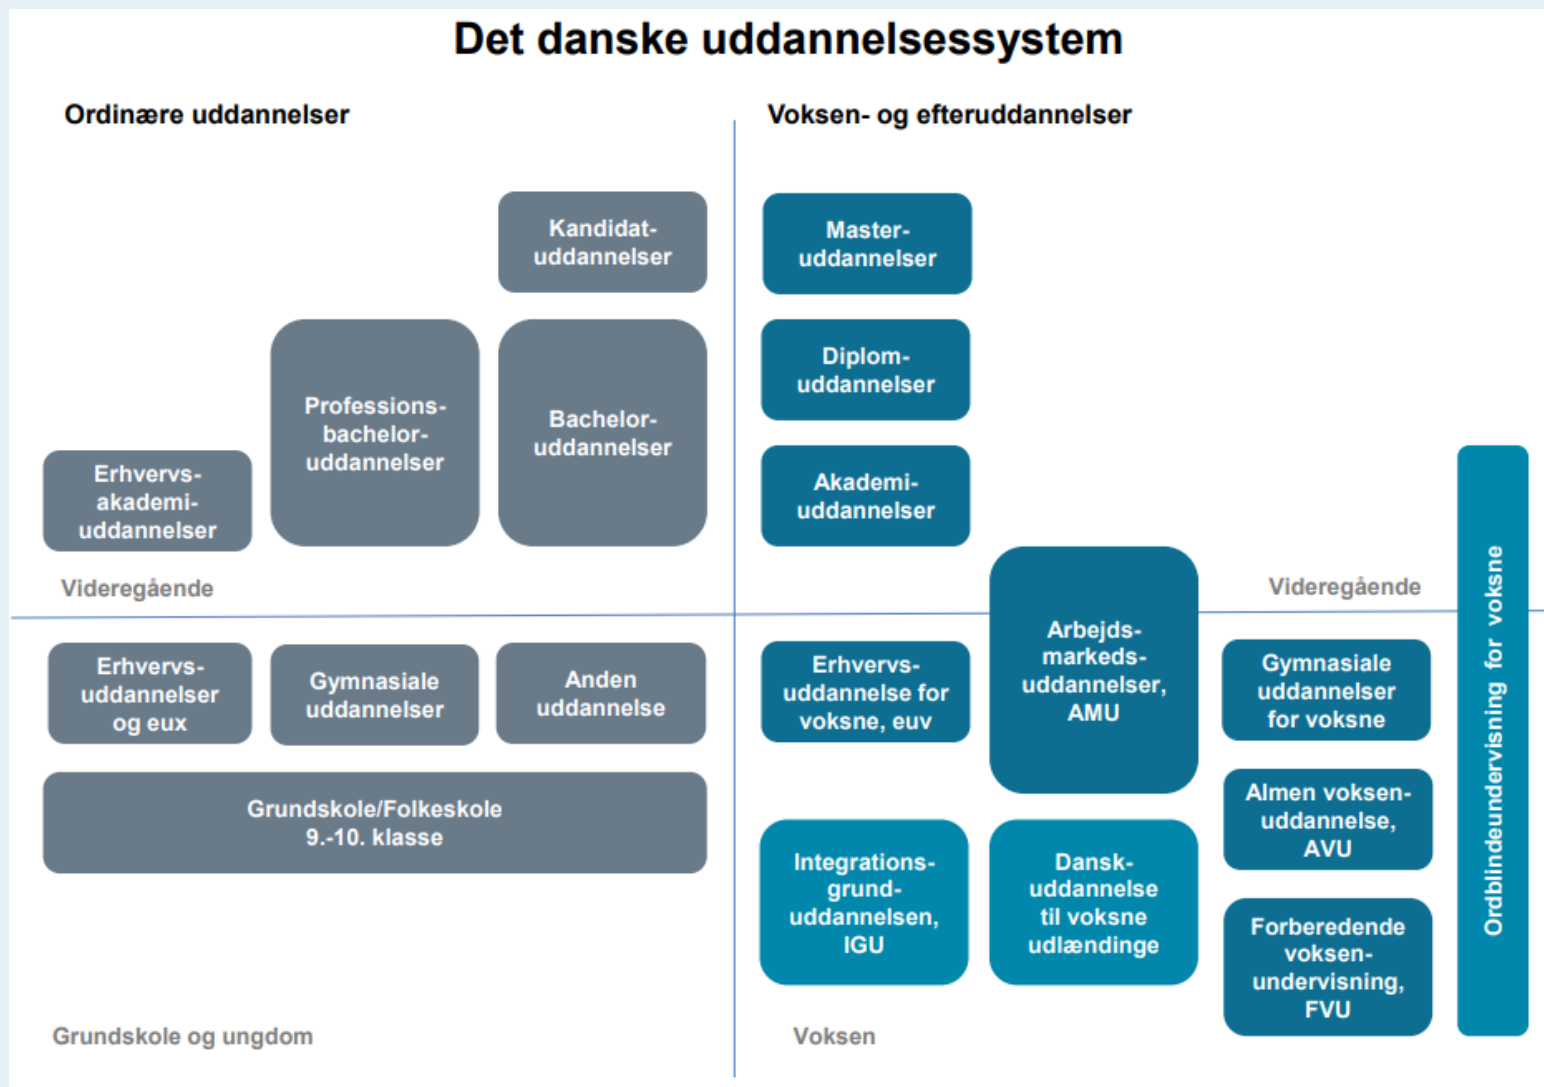 Det danske uddannelsessystem
Ordinære uddannelser
Kandidat-
uddannelser
Professions-
bachelor-
uddannelser
Bachelor-
uddannelser
Erhvervs-
akademi-
uddannelser
Videregående
Erhvervs-
uddannelser
og eux
Gymnasiale
uddannelser
Anden
uddannelse
Grundskole/Folkeskole
9.-10. klasse
Grundskole og ungdom
Voksen- og efteruddannelser
Master-
uddannelser
Diplom-
uddannelser
Akademi-
uddannelser
Videregående
Erhvervs-
uddannelse for
voksne, euv
Arbejds-
markeds-
uddannelser,
AMU
Gymnasiale
uddannelser
for voksne
Almen voksen-
uddannelse,
AVU
Integrations-
grund-
uddannelsen,
IGU
Dansk-
uddannelse
til voksne
udlændinge
Forberedende
voksen-
undervisning,
FVU
Ordblindeundervisning for voksne
Voksen